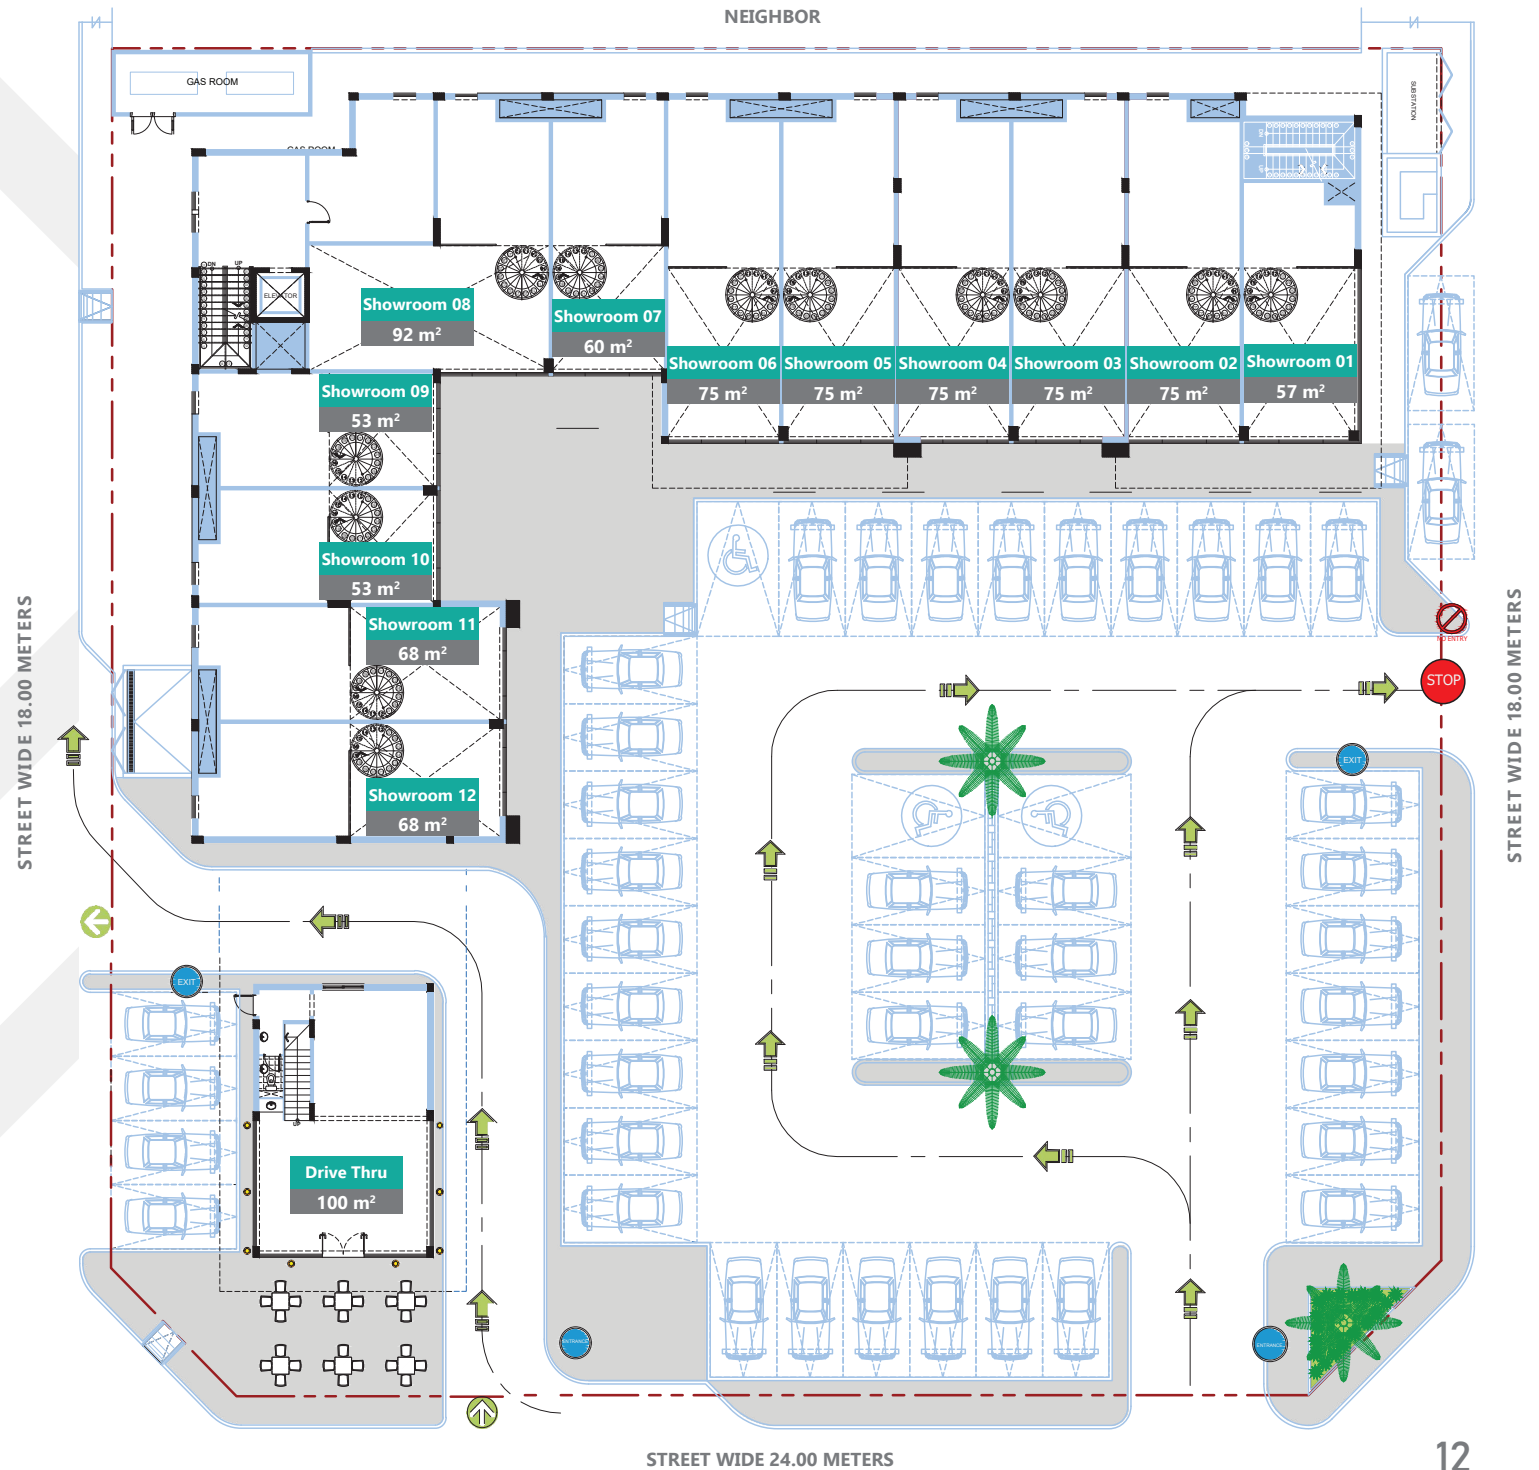 NEIGHBOR
GAS ROOM
SUBSTATION
GAS ROOM
DN
UP
DN
UP
ELEVATOR
Showroom 08
92 m²
Showroom 07
60 m²
Showroom 06
75 m²
Showroom 05
75 m²
Showroom 04
75 m²
Showroom 03
75 m²
Showroom 02
75 m²
Showroom 01
57 m²
Showroom 09
53 m²
Showroom 10
53 m²
Showroom 11
68 m²
Showroom 12
68 m²
STREET WIDE 18.00 METERS
STREET WIDE 18.00 METERS
NO ENTRY
STOP
EXIT
EXIT
UP
Drive Thru
100 m²
ENTRANCE
ENTRANCE
STREET WIDE 24.00 METERS
12